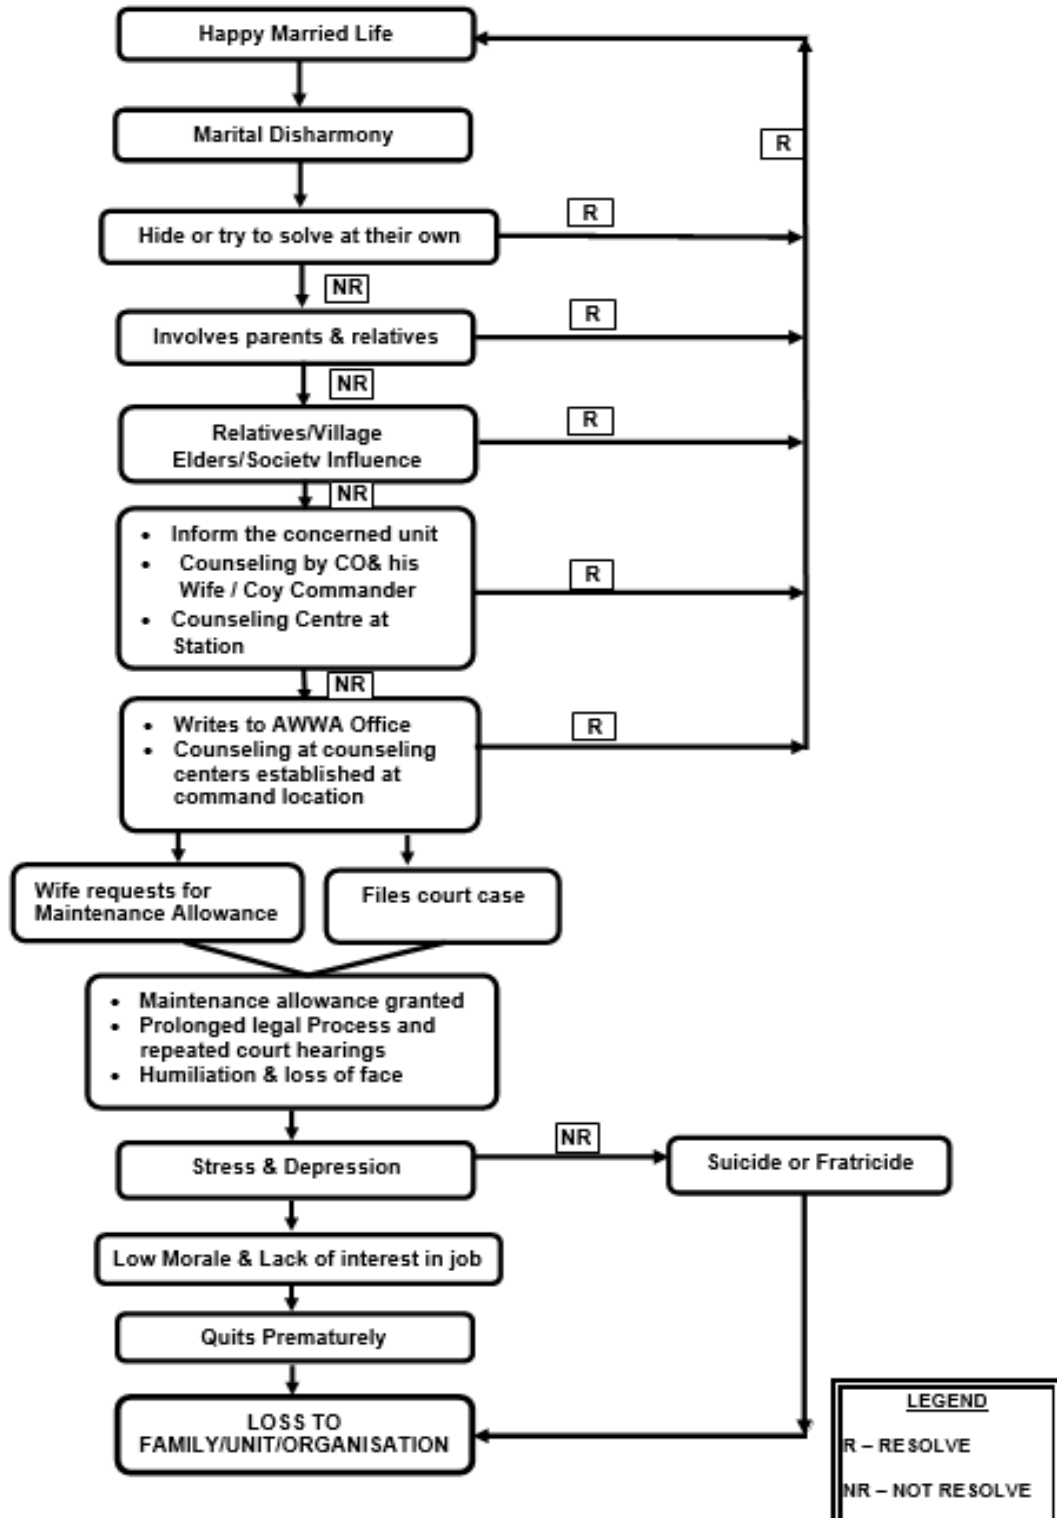 Happy Married Life
Marital Disharmony
R
Hide or try to solve at their own
R
NR
Involves parents & relatives
R
NR
Relatives/Village
Elders/Society Influence
R
NR
• Inform the concerned unit
• Counseling by CO& his
Wife / Coy Commander
• Counseling Centre at
Station
R
NR
• Writes to AWWA Office
• Counseling at counseling
centers established at
command location
R
Wife requests for
Maintenance Allowance
Files court case
• Maintenance allowance granted
• Prolonged legal Process and
repeated court hearings
• Humiliation & loss of face
Stress & Depression
NR
Suicide or Fratricide
Low Morale & Lack of interest in job
Quits Prematurely
LOSS TO
FAMILY/UNIT/ORGANISATION
LEGEND
R – RESOLVE
NR – NOT RESOLVE